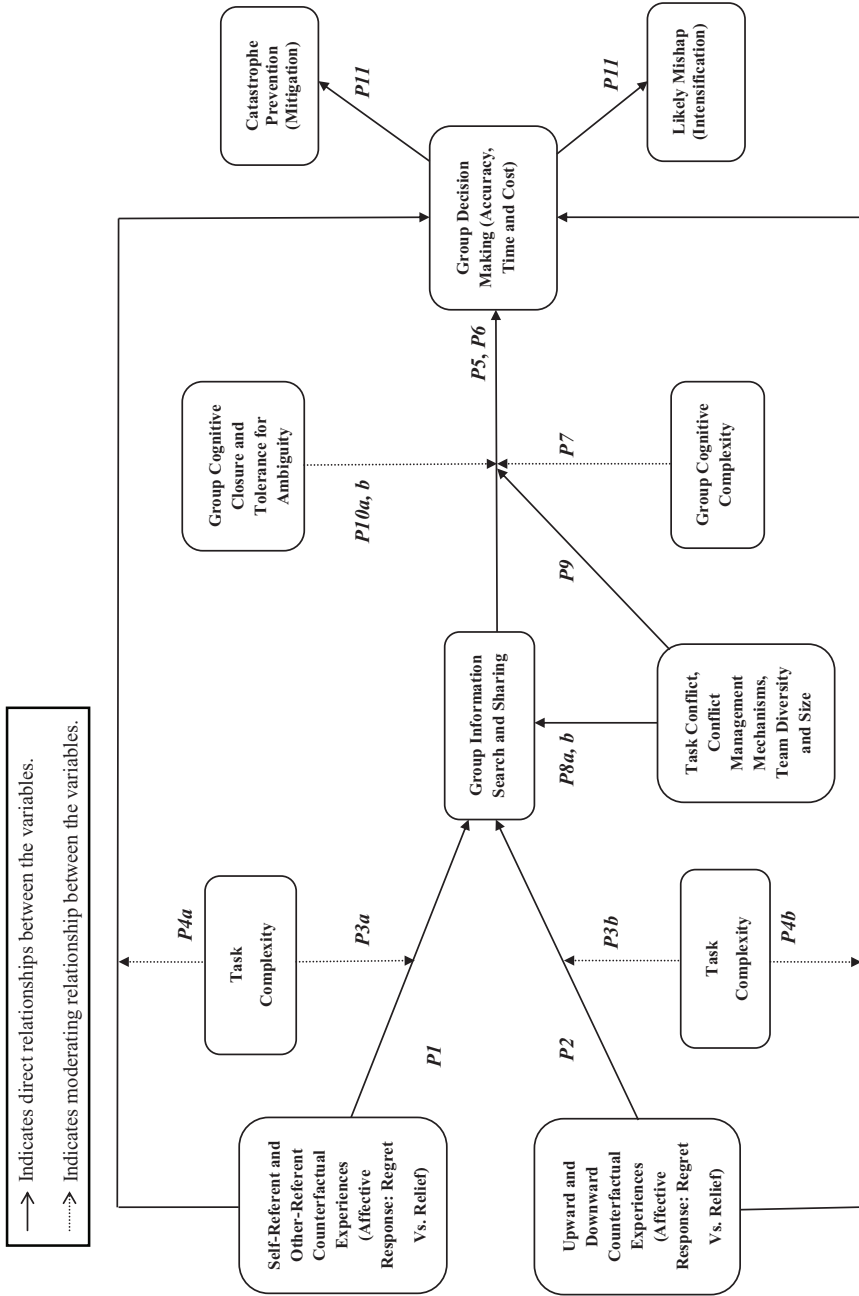 Indicates direct relationships between the variables.
Indicates moderating relationship between the variables.
Self-Referent and
Other-Referent
Counterfactual
Experiences
(Affective
Response: Regret
Vs. Relief)
Upward and
Downward
Counterfactual
Experiences
(Affective
Response: Regret
Vs. Relief)
P4a
Task
Complexity
P3a
P1
P2
P3b
Task
Complexity
P4b
Group Information
Search and Sharing
P8a, b
Task Conflict,
Conflict
Management
Mechanisms,
Team Diversity
and Size
P9
Group Cognitive
Closure and
Tolerance for
Ambiguity
P10a, b
P7
Group Cognitive
Complexity
P5, P6
Group Decision
Making (Accuracy,
Time and Cost)
P11
P11
Catastrophe
Prevention
(Mitigation)
Likely Mishap
(Intensification)